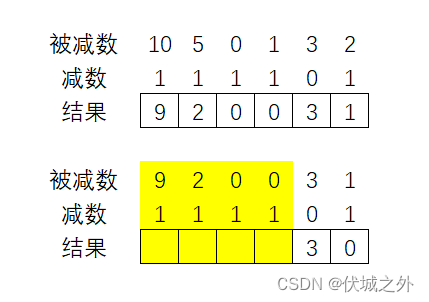 被减数 10 5 0 1 3 2
减数 1 1 1 1 0 1
结果 9 2 0 0 3 1
被减数 9 2 0 0 3 1
减数 1 1 1 1 0 1
结果 3 0
CSDN @伏城之外